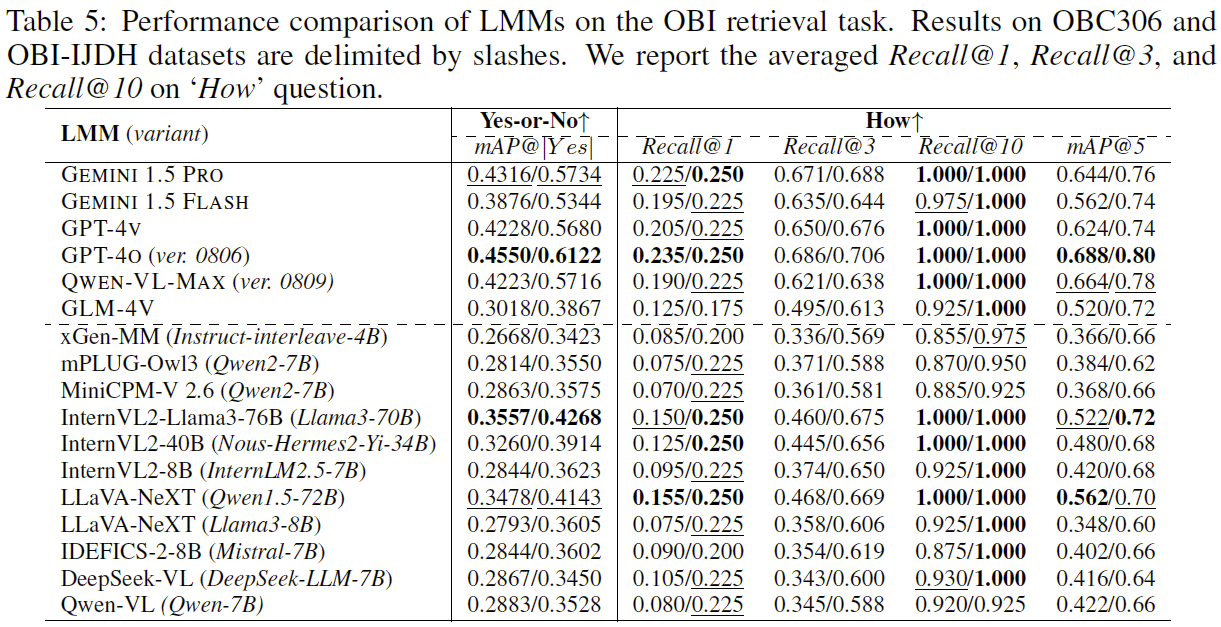 Table 5: Performance comparison of LMMs on the OBI retrieval task. Results on OBC306 and
OBI-IJDH datasets are delimited by slashes. We report the averaged Recall@1, Recall@3, and
Recall@10 on ‘How’ question.
LMM (variant) Yes-or-No↑ How↑
mAP@|Yes| Recall@1 Recall@3 Recall@10 mAP@5
GEMINI 1.5 PRO 0.4316/0.5734 0.225/0.250 0.671/0.688 1.000/1.000 0.644/0.76
GEMINI 1.5 FLASH 0.3876/0.5344 0.195/0.225 0.635/0.644 0.975/1.000 0.562/0.74
GPT-4V 0.4228/0.5680 0.205/0.225 0.650/0.676 1.000/1.000 0.624/0.74
GPT-4O (ver. 0806) 0.4550/0.6122 0.235/0.250 0.686/0.706 1.000/1.000 0.688/0.80
QWEN-VL-MAX (ver. 0809) 0.4223/0.5716 0.190/0.225 0.621/0.638 1.000/1.000 0.664/0.78
GLM-4V 0.3018/0.3867 0.125/0.175 0.495/0.613 0.925/1.000 0.520/0.72
xGen-MM (Instruct-interleave-4B) 0.2668/0.3423 0.085/0.200 0.336/0.569 0.855/0.975 0.366/0.66
mPLUG-Owl3 (Qwen2-7B) 0.2814/0.3550 0.075/0.225 0.371/0.588 0.870/0.950 0.384/0.62
MiniCPM-V 2.6 (Qwen2-7B) 0.2863/0.3575 0.070/0.225 0.361/0.581 0.885/0.925 0.368/0.66
InternVL2-Llama3-76B (Llama3-70B) 0.3557/0.4268 0.150/0.250 0.460/0.675 1.000/1.000 0.522/0.72
InternVL2-40B (Nous-Hermes2-Yi-34B) 0.3260/0.3914 0.125/0.250 0.445/0.656 1.000/1.000 0.480/0.68
InternVL2-8B (InternLM2.5-7B) 0.2844/0.3623 0.095/0.225 0.374/0.650 0.925/1.000 0.420/0.68
LLaVA-NeXT (Qwen1.5-72B) 0.3478/0.4143 0.155/0.250 0.468/0.669 1.000/1.000 0.562/0.70
LLaVA-NeXT (Llama3-8B) 0.2793/0.3605 0.075/0.225 0.358/0.606 0.925/1.000 0.348/0.60
IDEFICS-2-8B (Mistral-7B) 0.2844/0.3602 0.090/0.200 0.354/0.619 0.875/1.000 0.402/0.66
DeepSeek-VL (DeepSeek-LLM-7B) 0.2867/0.3450 0.105/0.225 0.343/0.600 0.930/1.000 0.416/0.64
Qwen-VL (Qwen-7B) 0.2883/0.3528 0.080/0.225 0.345/0.588 0.920/0.925 0.422/0.66